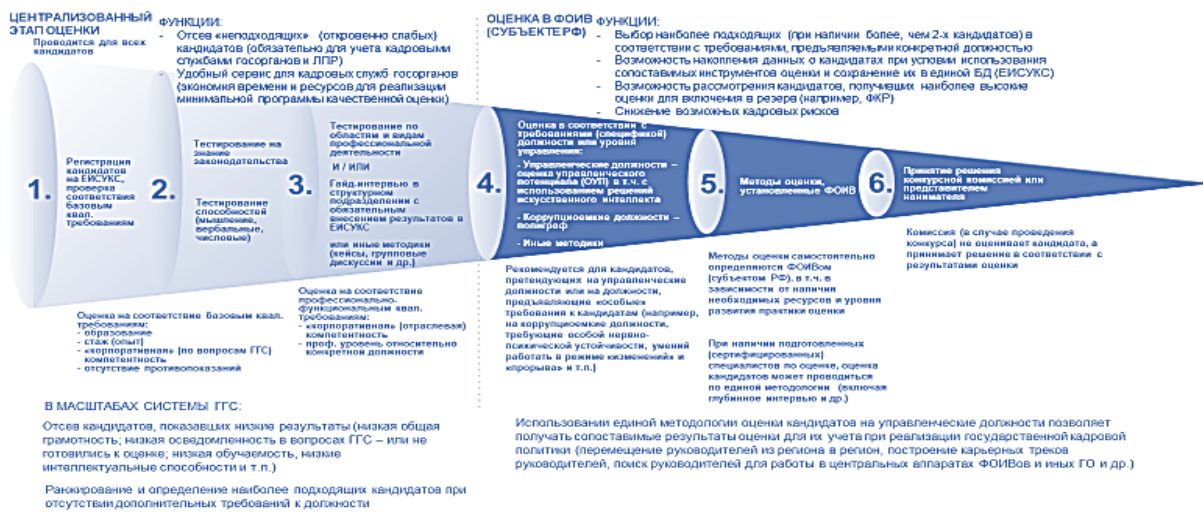 ЦЕНТРАЛИЗОВАННЫЙ
ЭТАП ОЦЕНКИ
Проводится для всех
кандидатов
ФУНКЦИИ:
- Отсев «неподходящих» (откровенно слабых)
кандидатов (обязательно для учета кадровыми
службами госорганов и ЛПР)
- Удобный сервис для кадровых служб госорганов
(экономия времени и ресурсов для реализации
минимальной программы качественной оценки)
ОЦЕНКА В ФОИВ
(СУБЪЕКТЕ РФ)
ФУНКЦИИ:
- Выбор наиболее подходящих (при наличии более, чем 2-х кандидатов) в
соответствии с требованиями, предъявляемыми конкретной должностью
- Возможность накопления данных о кандидатах при условии использования
сопоставимых инструментов оценки и сохранение их в единой БД (ЕИСУКС)
- Возможность рассмотрения кандидатов, получивших наиболее высокие
оценки для включения в резерв (например, ФКР)
- Снижение возможных кадровых рисков
1.
Регистрация
кандидатов
на ЕИСУКС,
проверка
соответствия
базовым
квал.
требованиям
2.
Тестирование на
знание
законодательства
Тестирование
способностей
(мышление,
вербальные,
числовые)
3.
Тестирование по
областям и видам
профессиональной
деятельности
И / ИЛИ
Гайд-интервью в
структурном
подразделении с
обязательным
внесением результатов в
ЕИСУКС
или иные методики
(кейсы, групповые
дискуссии и др.)
4.
Оценка в соответствии с
требованиями (спецификой)
должности или уровня
управления:
- Управленческие должности –
оценка управленческого
потенциала (ОУП) в т.ч. с
использованием решений
искусственного интеллекта
- Коррупциоемкие должности –
полиграф
- Иные методики
5.
Методы оценки,
установленные ФОИВ
6.
Принятие решения
конкурсной комиссией или
представителем
нанимателя
Оценка на соответствие базовым квал.
требованиям:
- образование
- стаж (опыт)
- «корпоративная» (по вопросам ГГС)
компетентность
- отсутствие противопоказаний
Оценка на соответствие
профессионально-
функциональным квал.
требованиям:
- «корпоративная» (отраслевая)
компетентность
- проф. уровень относительно
конкретной должности
Рекомендуется для кандидатов,
претендующих на управленческие
должности или на должности,
предъявляющие «особые»
требования к кандидатам (например,
на коррупциоемкие должности,
требующие особой нервно-
психической устойчивости, умений
работать в режиме «изменений» и
«прорыва» и т.п.)
Методы оценки самостоятельно
определяются ФОИВом
(субъектом РФ), в т.ч. в
зависимости от наличия
необходимых ресурсов и уровня
развития практики оценки
При наличии подготовленных
(сертифицированных)
специалистов по оценке, оценка
кандидатов может проводиться
по единой методологии (включая
глубинное интервью и др.)
Комиссия (в случае проведения
конкурса) не оценивает кандидата, а
принимает решение в соответствии с
результатами оценки
В МАСШТАБАХ СИСТЕМЫ ГГС:
Отсев кандидатов, показавших низкие результаты (низкая общая
грамотность; низкая осведомленность в вопросах ГГС – или не
готовились к оценке; низкая обучаемость, низкие
интеллектуальные способности и т.п.)
Ранжирование и определение наиболее подходящих кандидатов при
отсутствии дополнительных требований к должности
Использовании единой методологии оценки кандидатов на управленческие должности позволяет
получать сопоставимые результаты оценки для их учета при реализации государственной кадровой
политики (перемещение руководителей из региона в регион, построение карьерных треков
руководителей, поиск руководителей для работы в центральных аппаратах ФОИВов и иных ГО и др.)